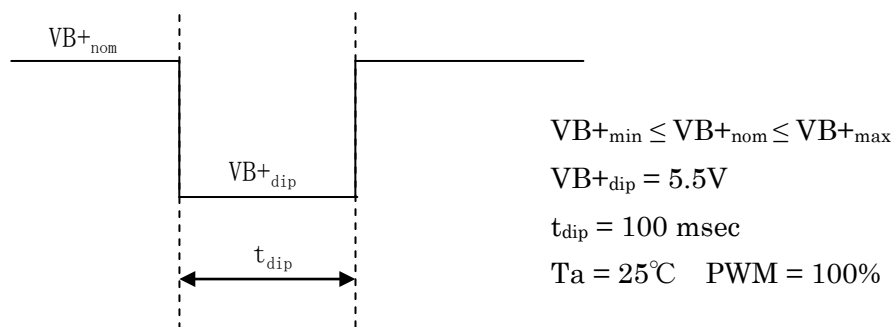 VB+nom
VB+dip
tdip
VB+min ≤ VB+nom ≤ VB+max
VB+dip = 5.5V
tdip = 100 msec
Ta = 25℃ PWM = 100%